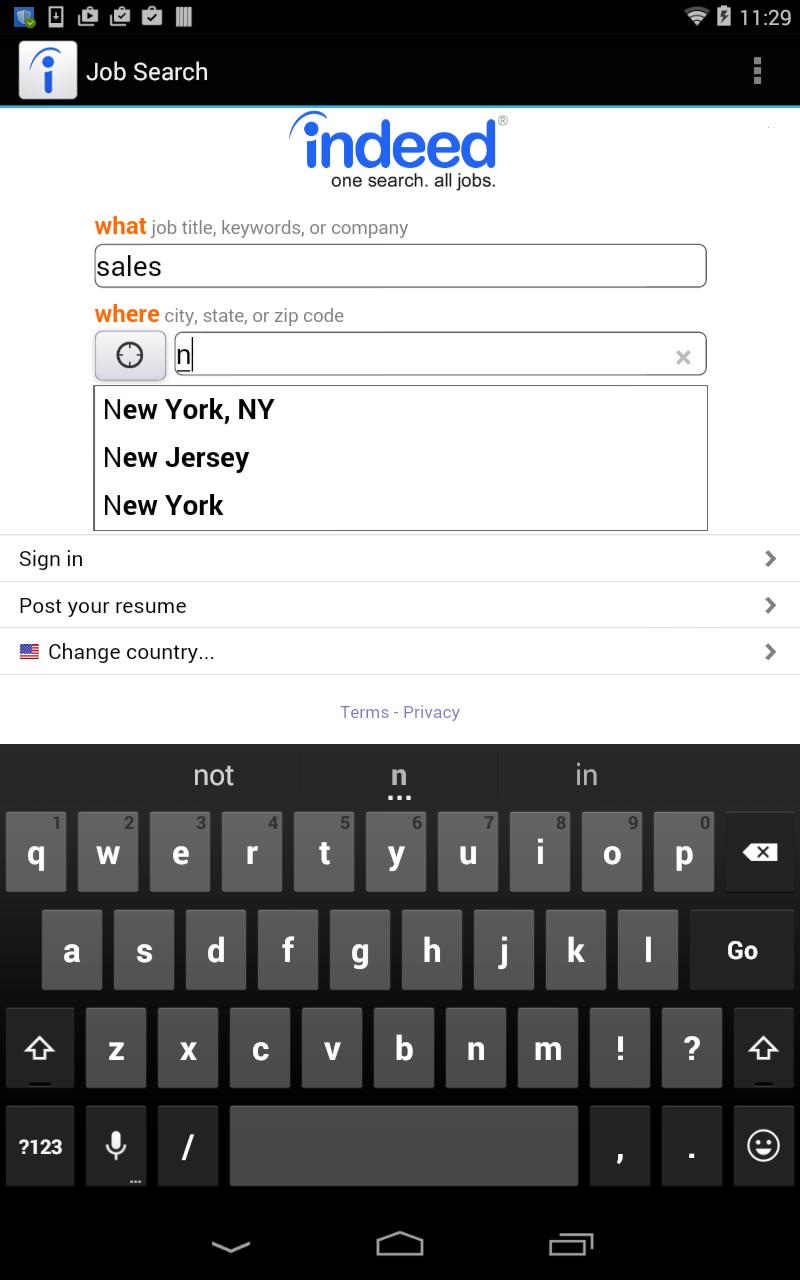 11:29
Job Search
indeed®
one search. all jobs.
what job title, keywords, or company
sales
where city, state, or zip code
n
New York, NY
New Jersey
New York
Sign in
Post your resume
Change country...
Terms - Privacy
not n in
1 2 3 4 5 6 7 8 9 0
q w e r t y u i o p
a s d f g h j k l Go
z x c v b n m ! ?
?123 / , .